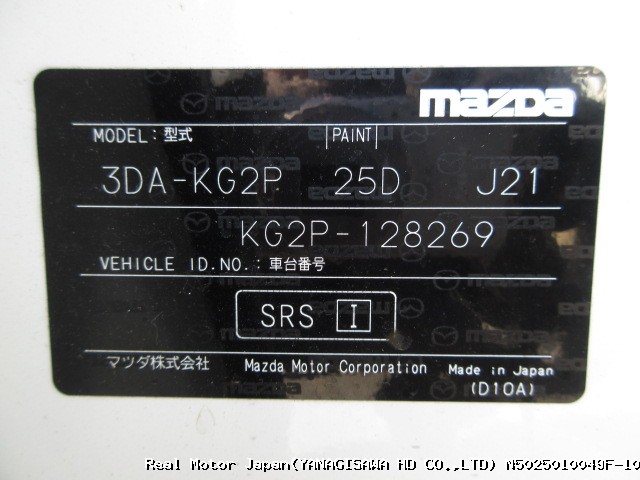 mazda
MODEL: 型式 PAINT
3DA-KG2P 25D J21
KG2P-128269
VEHICLE ID.NO.: 車台番号
SRS I
マツダ株式会社 Mazda Motor Corporation Made in Japan
(D10A)
Real Motor Japan(YANAGISAWA HD CO.,LTD) N5025010049F-10